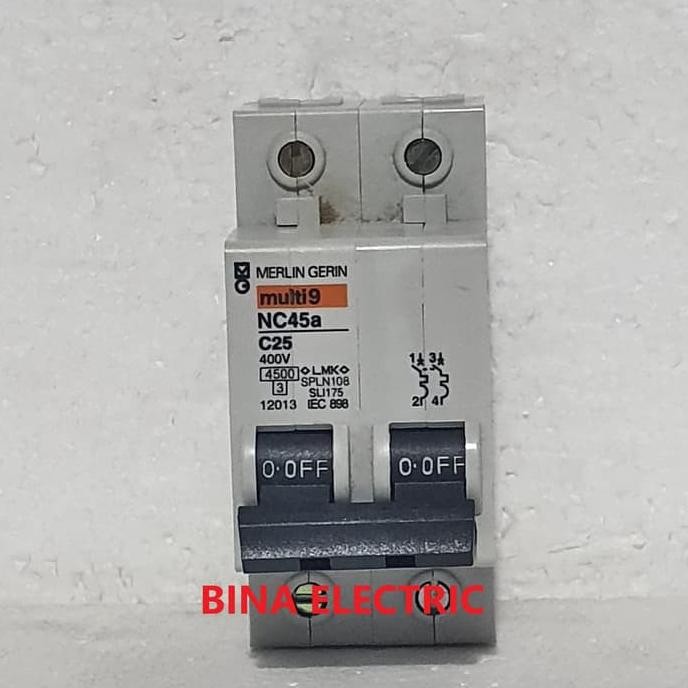 MERLIN GERIN
multi9
NC45a
C25
400V
4500 LMK
3 SPLN108
SLI175
12013 IEC 898
1 3
2 4
O·OFF O·OFF
BINA ELECTRIC